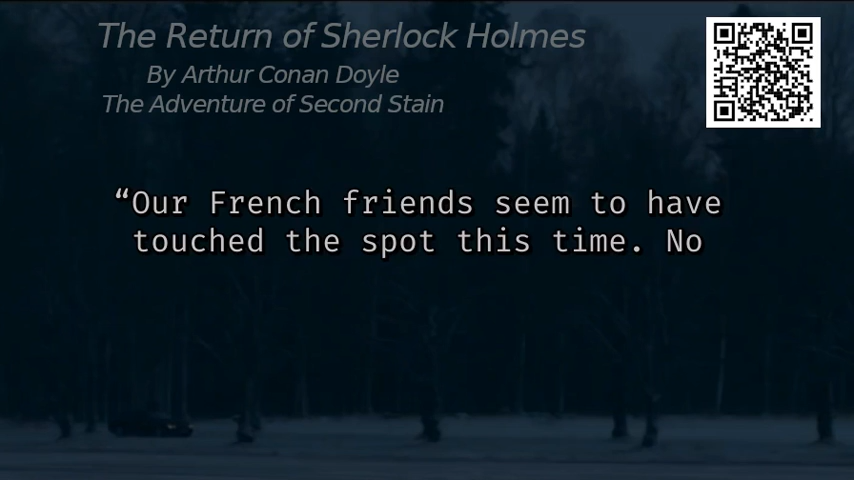 The Return of Sherlock Holmes
By Arthur Conan Doyle
The Adventure of Second Stain
“Our French friends seem to have
touched the spot this time. No